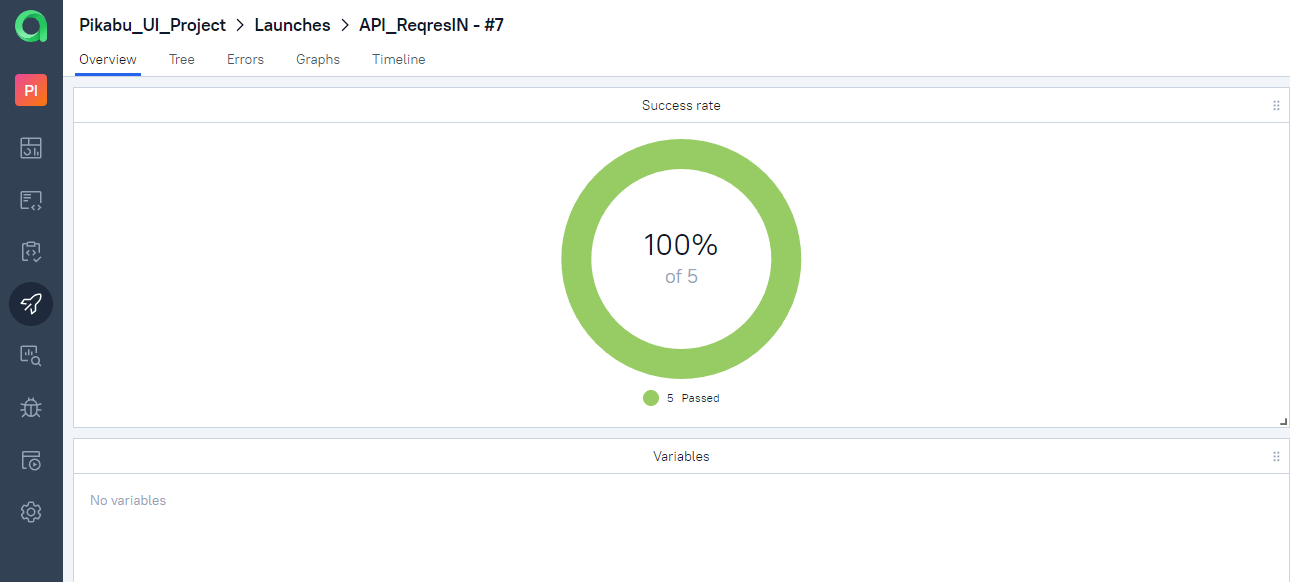 Pikabu_UI_Project > Launches > API_ReqresIN - #7
Overview Tree Errors Graphs Timeline
PI
Success rate
100%
of 5
5 Passed
Variables
No variables